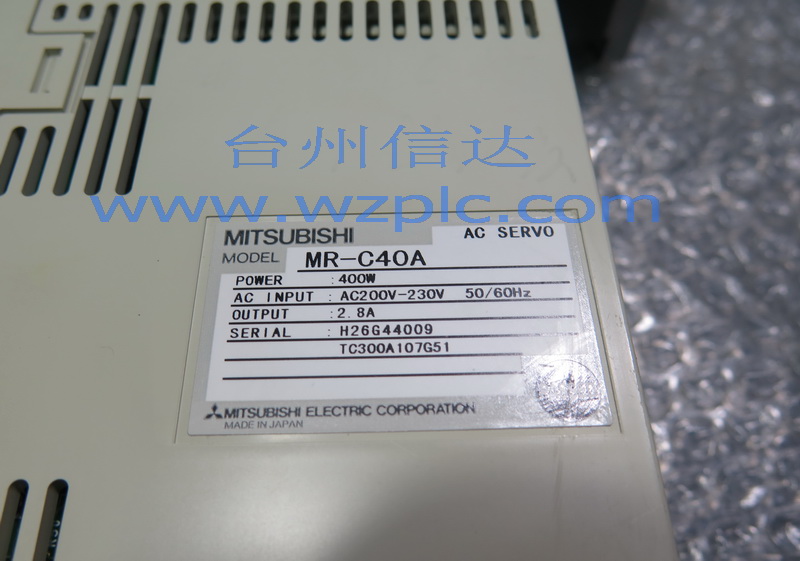 台州信达
www.wzplc.com
MITSUBISHI AC SERVO
MODEL MR-C40A
POWER : 400W
AC INPUT : AC200V-230V 50/60Hz
OUTPUT : 2.8A
SERIAL : H26G44009
TC300A107G51
MITSUBISHI ELECTRIC CORPORATION
MADE IN JAPAN